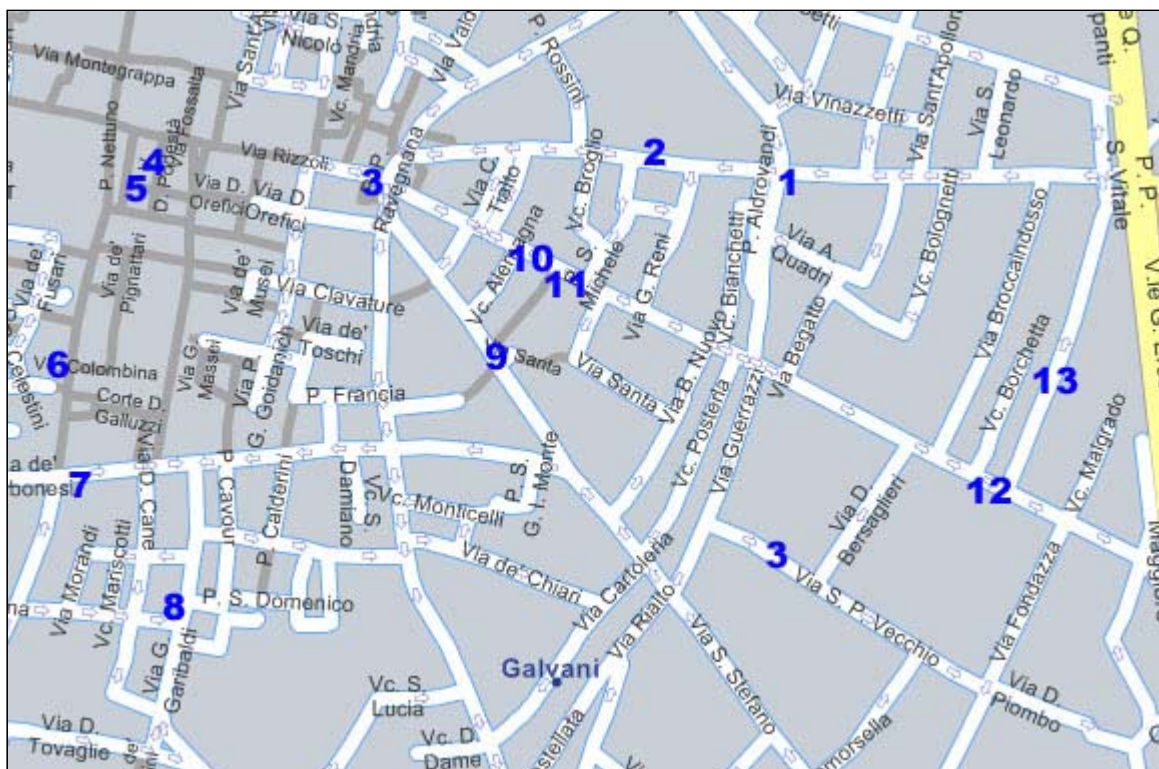 Via S.
Nicolo
Via Sant'
Vc. Mandria
Via Montegrappa
P. Nettuno
Via Fossalta
D. Podestà
Via Rizzoli
Via D.
Orefici
Via D.
Orefici
Ravegnana
P. Rossini
Vc. Broglio
Via C.
Tiatto
Vc. Alemagna
P. S.
Michele
Via G. Reni
P. Aldrovandi
Via Vinazzetti
Via Sant'Apollon
Via S.
Leonardo
S. Vitale
P. P.
Via A.
Quadri
Vc. Bolognetti
Via Broccaindosso
Vc. Borchetta
Vc. Malgrado
Via Begatto
Vc. Bianchetti
Via B. Nuovo
Via Santa
Via Santa
Vc. Posterla
Via Guerrazzi
Via de'
Fusari
Via de'
Pignattari
Via de'
Musei
Via Clavature
Via de'
Toschi
Via G.
Massei
Via P.
G. Goidanich
P. Francia
Celestini
Colombina
Corte D.
Galluzzi
Via D. Cane
P. Cavour
P. Calderini
Damiano
Vc. S.
Vc. Monticelli
P. S.
G. I. Monte
Via Morandi
Vc. Mariscotti
P. S. Domenico
Via G.
Garibaldi
Via de' Chiari
Via Cartoleria
Via Rialto
Via S. Stefano
Via D.
Bersaglieri
Via S. P. Vecchio
Via Fondazza
Via D.
Piombo
Maggiore
Galvani
Vc. S.
Lucia
Vc. D.
Dame
Via D.
Tovaglie
1
2
3
4
5
6
7
8
9
10
11
12
13
3